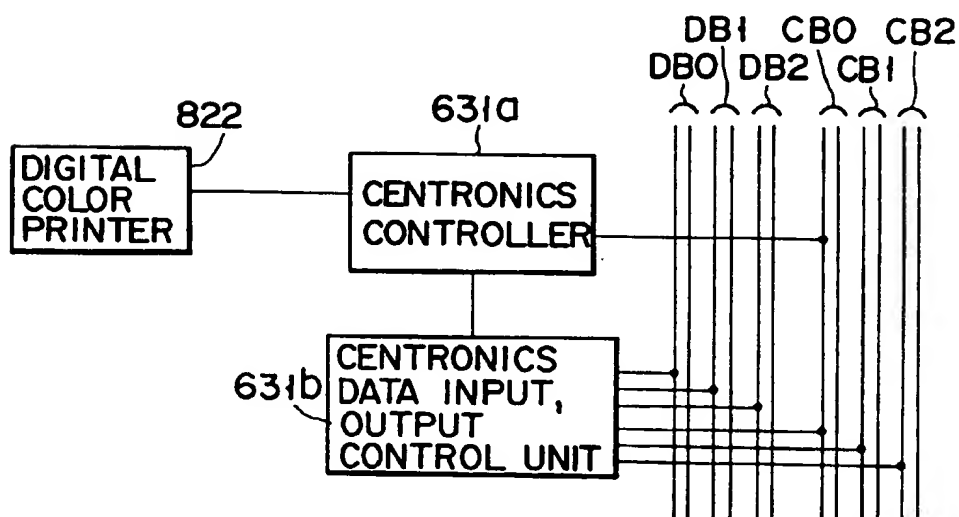 DB1 CB0 CB2
DB0 DB2 CB1
822
631a
DIGITAL
COLOR
PRINTER
CENTRONICS
CONTROLLER
631b
CENTRONICS
DATA INPUT,
OUTPUT
CONTROL UNIT